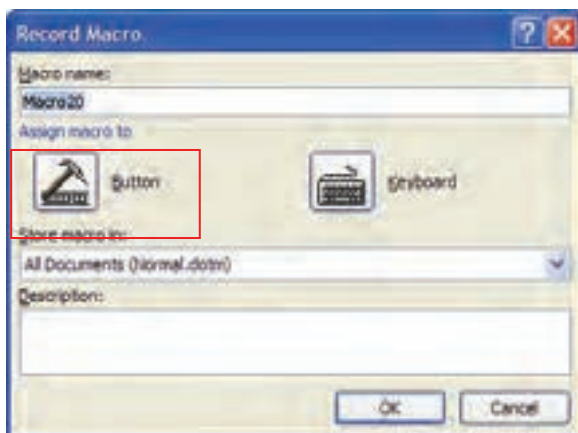 Record Macro
Macro name:
Macro20
Assign macro to
Button
Keyboard
Store macro in:
All Documents (Normal.dotm)
Description:
OK Cancel